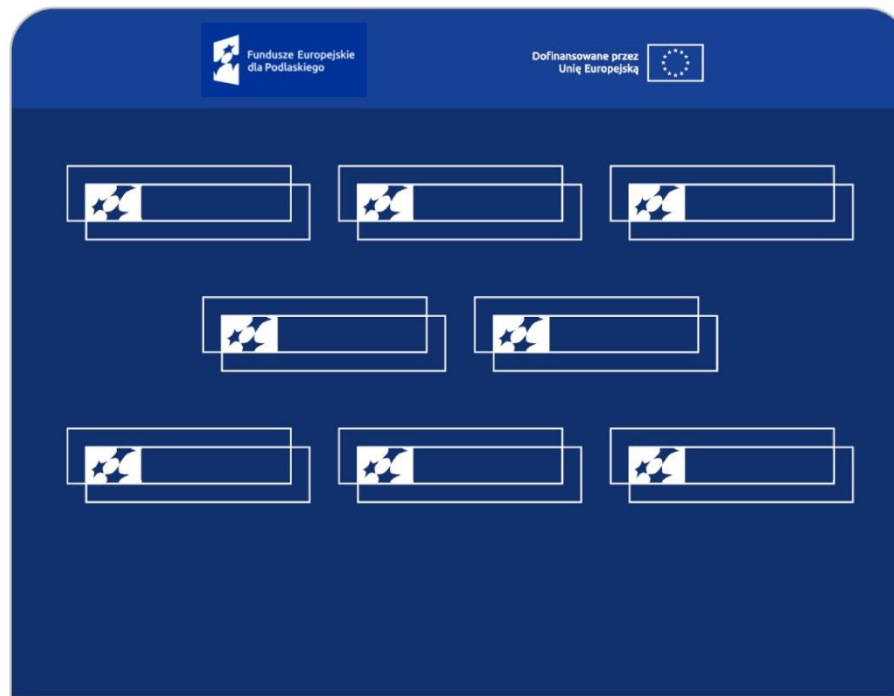 Fundusze Europejskie
dla Podlaskiego
Dofinansowane przez
Unię Europejską